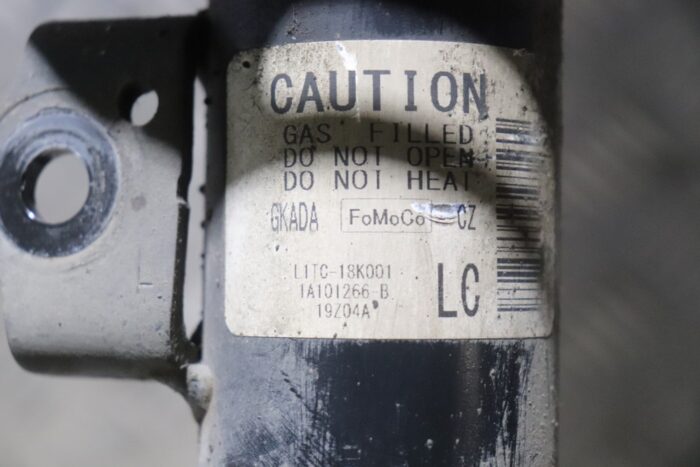 CAUTION
GAS FILLED
DO NOT OPEN
DO NOT HEAT
GKADA FoMoCo CZ
L1TC-18K001
1A101266-B
19Z04A
LC